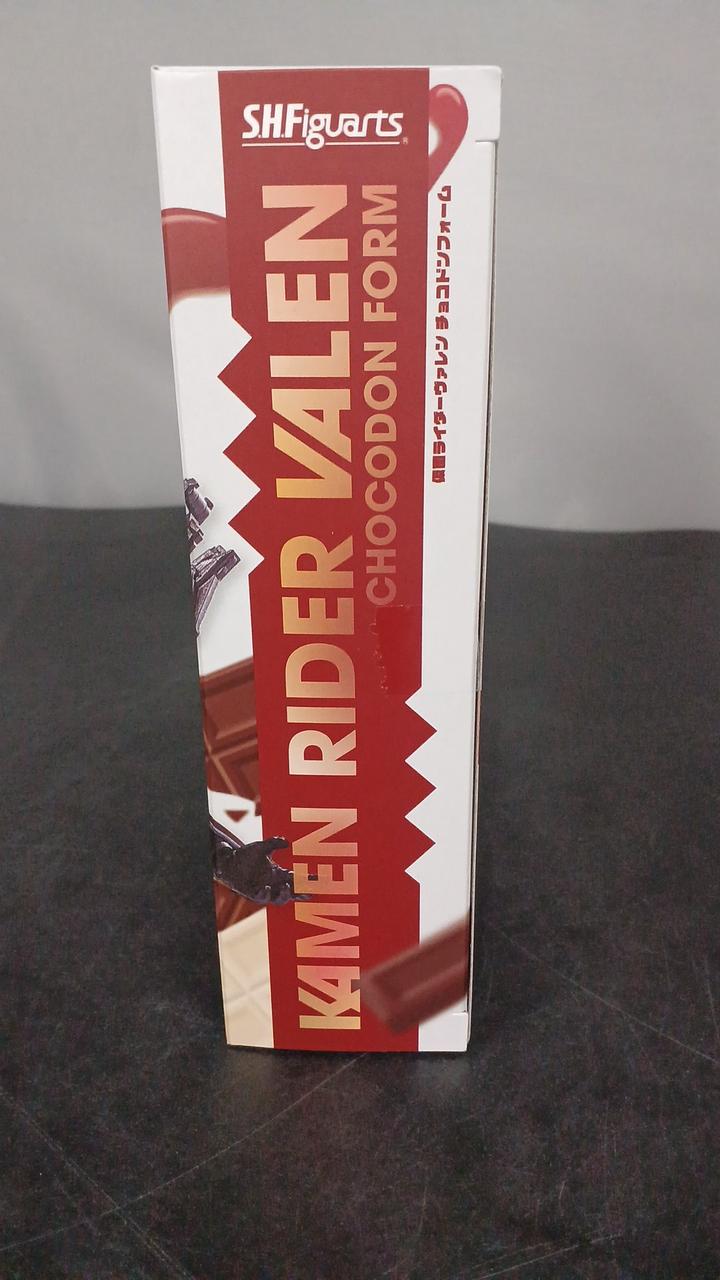 S.H.Figuarts
KAMEN RIDER VALEN
CHOCODON FORM
仮面ライダーヴァレン チョコドンフォーム